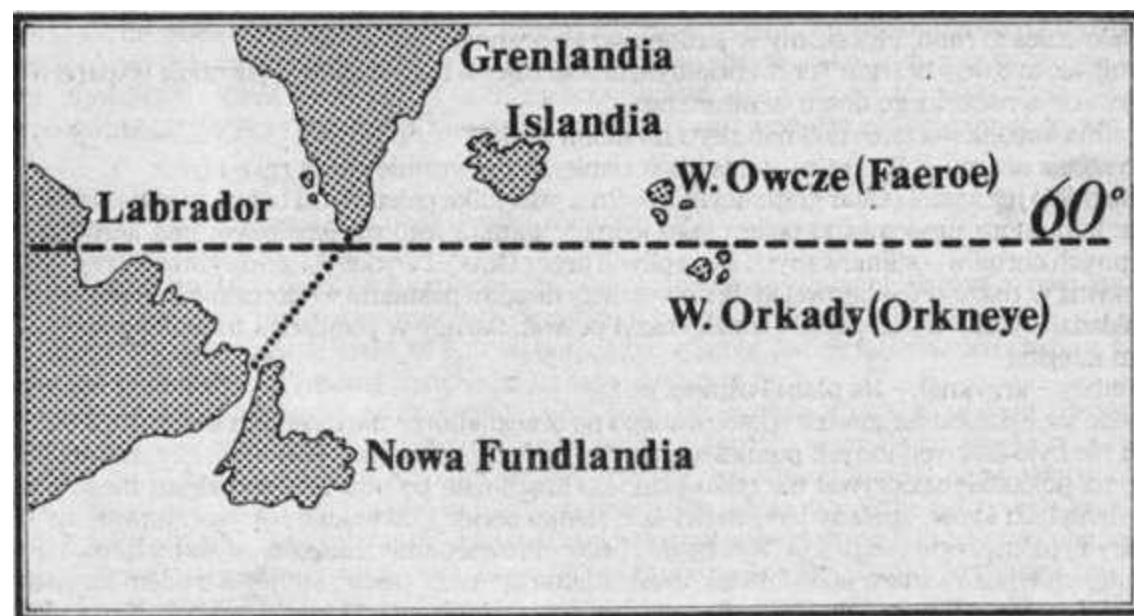 Grenlandia
Islandia
W. Owcze (Faeroe)
Labrador
60°
W. Orkady (Orkneye)
Nowa Fundlandia